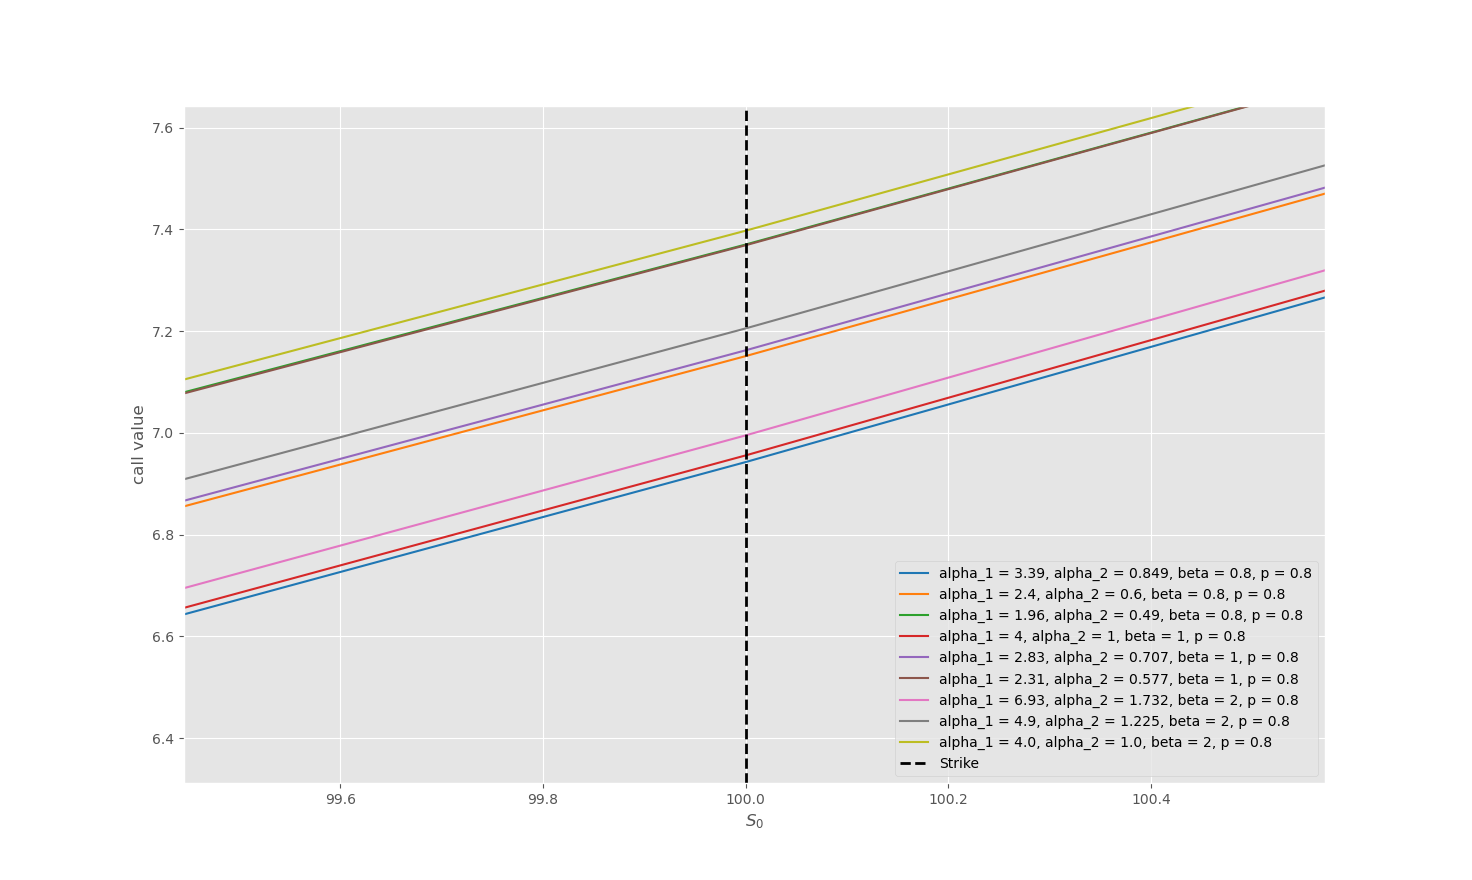 7.6
7.4
7.2
7.0
6.8
6.6
6.4
call value
99.6
99.8
100.0
100.2
100.4
S_0
alpha_1 = 3.39, alpha_2 = 0.849, beta = 0.8, p = 0.8
alpha_1 = 2.4, alpha_2 = 0.6, beta = 0.8, p = 0.8
alpha_1 = 1.96, alpha_2 = 0.49, beta = 0.8, p = 0.8
alpha_1 = 4, alpha_2 = 1, beta = 1, p = 0.8
alpha_1 = 2.83, alpha_2 = 0.707, beta = 1, p = 0.8
alpha_1 = 2.31, alpha_2 = 0.577, beta = 1, p = 0.8
alpha_1 = 6.93, alpha_2 = 1.732, beta = 2, p = 0.8
alpha_1 = 4.9, alpha_2 = 1.225, beta = 2, p = 0.8
alpha_1 = 4.0, alpha_2 = 1.0, beta = 2, p = 0.8
Strike